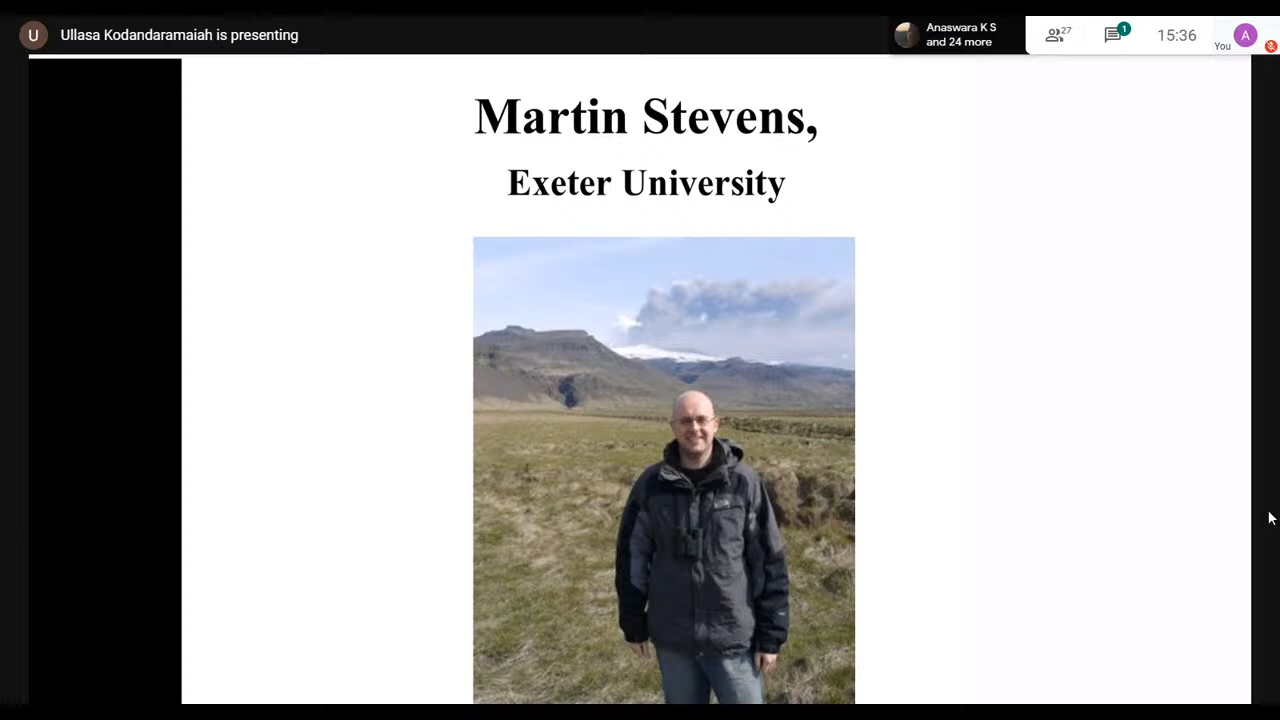 U
Ullasa Kodandaramaiah is presenting
Anaswara K S
and 24 more
27
1
15:36
You
A
Martin Stevens,
Exeter University